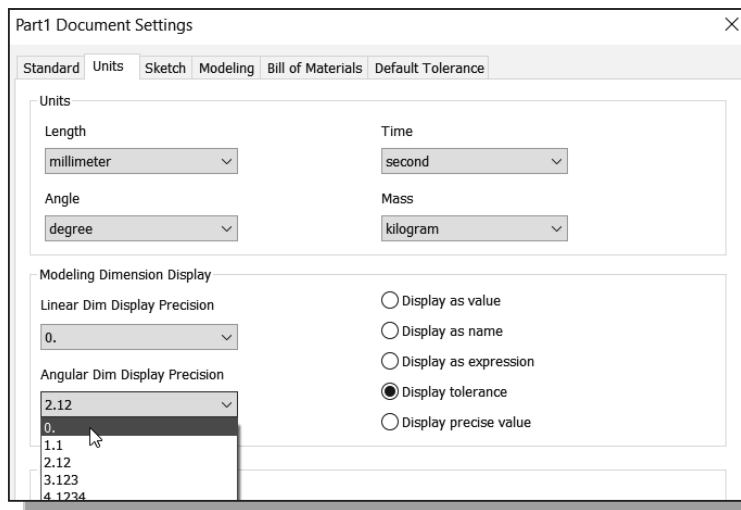 Part1 Document Settings
Standard Units Sketch Modeling Bill of Materials Default Tolerance
Units
Length
millimeter
Time
second
Angle
degree
Mass
kilogram
Modeling Dimension Display
Linear Dim Display Precision
0.
Angular Dim Display Precision
2.12
0.
1.1
2.12
3.123
4.1234
Display as value
Display as name
Display as expression
Display tolerance
Display precise value